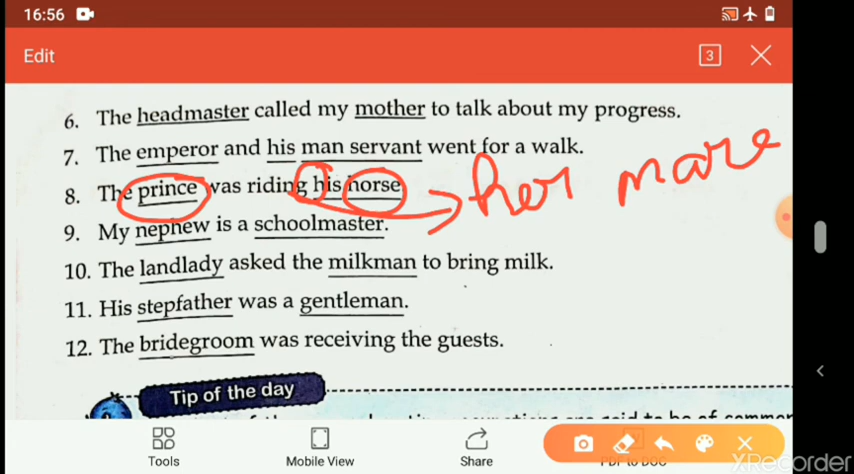 16:56
Edit
3
6. The headmaster called my mother to talk about my progress.
7. The emperor and his man servant went for a walk.
8. The prince was riding his horse her mare
9. My nephew is a schoolmaster.
10. The landlady asked the milkman to bring milk.
11. His stepfather was a gentleman.
12. The bridegroom was receiving the guests.
Tip of the day
Tools Mobile View Share PDF to DOC
XRecorder